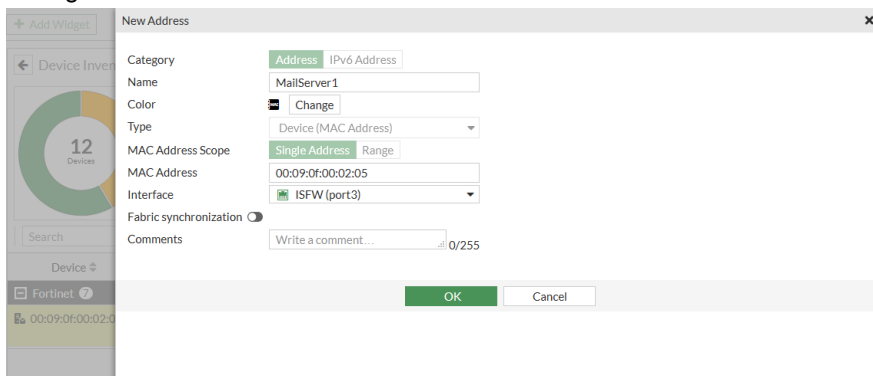 + Add Widget
New Address
Device Inven
12
Devices
Search
Device
Fortinet 7
00:09:0f:00:02:0
Category Address IPv6 Address
Name MailServer1
Color Change
Type Device (MAC Address)
MAC Address Scope Single Address Range
MAC Address 00:09:0f:00:02:05
Interface ISFW (port3)
Fabric synchronization
Comments Write a comment... 0/255
OK Cancel